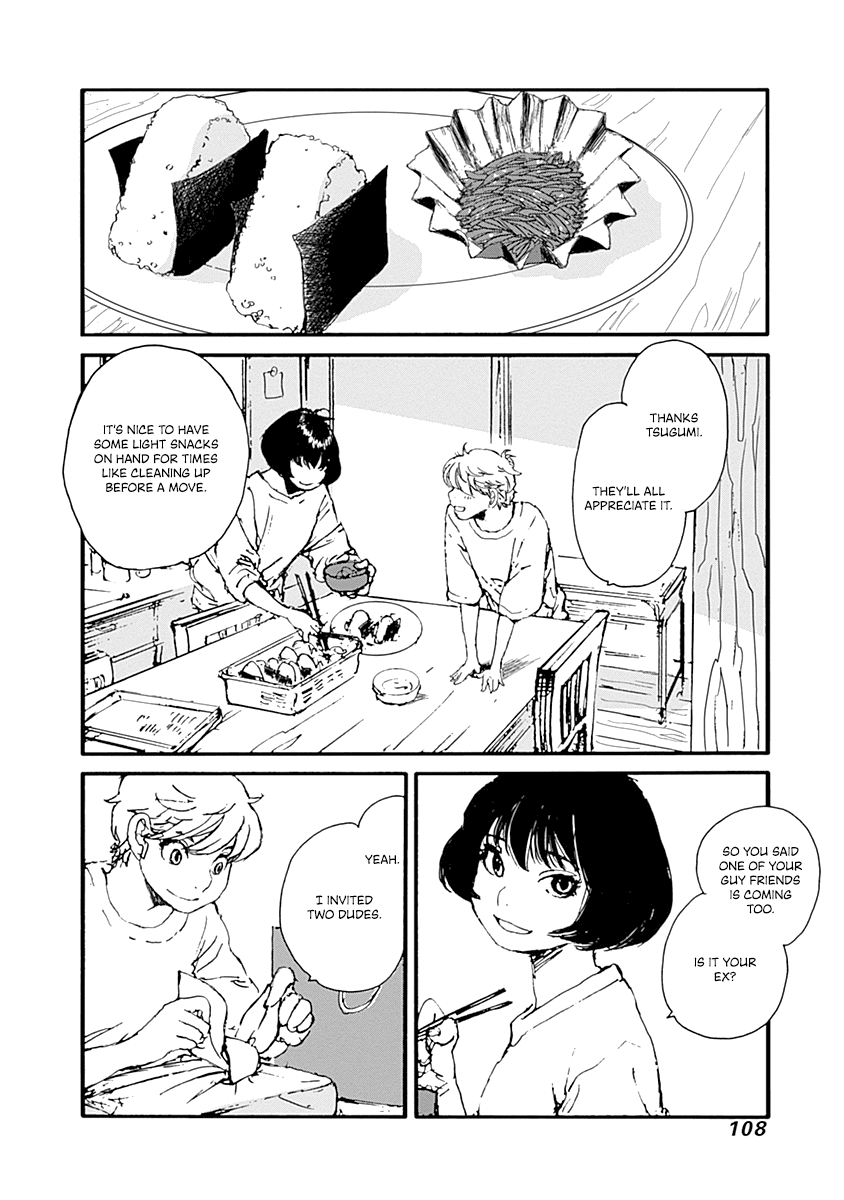 THANKS
TSUGUMI.
THEY'LL ALL
APPRECIATE IT.
IT'S NICE TO HAVE
SOME LIGHT SNACKS
ON HAND FOR TIMES
LIKE CLEANING UP
BEFORE A MOVE.
SO YOU SAID
ONE OF YOUR
GUY FRIENDS
IS COMING
TOO.
IS IT YOUR
EX?
YEAH.
I INVITED
TWO DUDES.
108